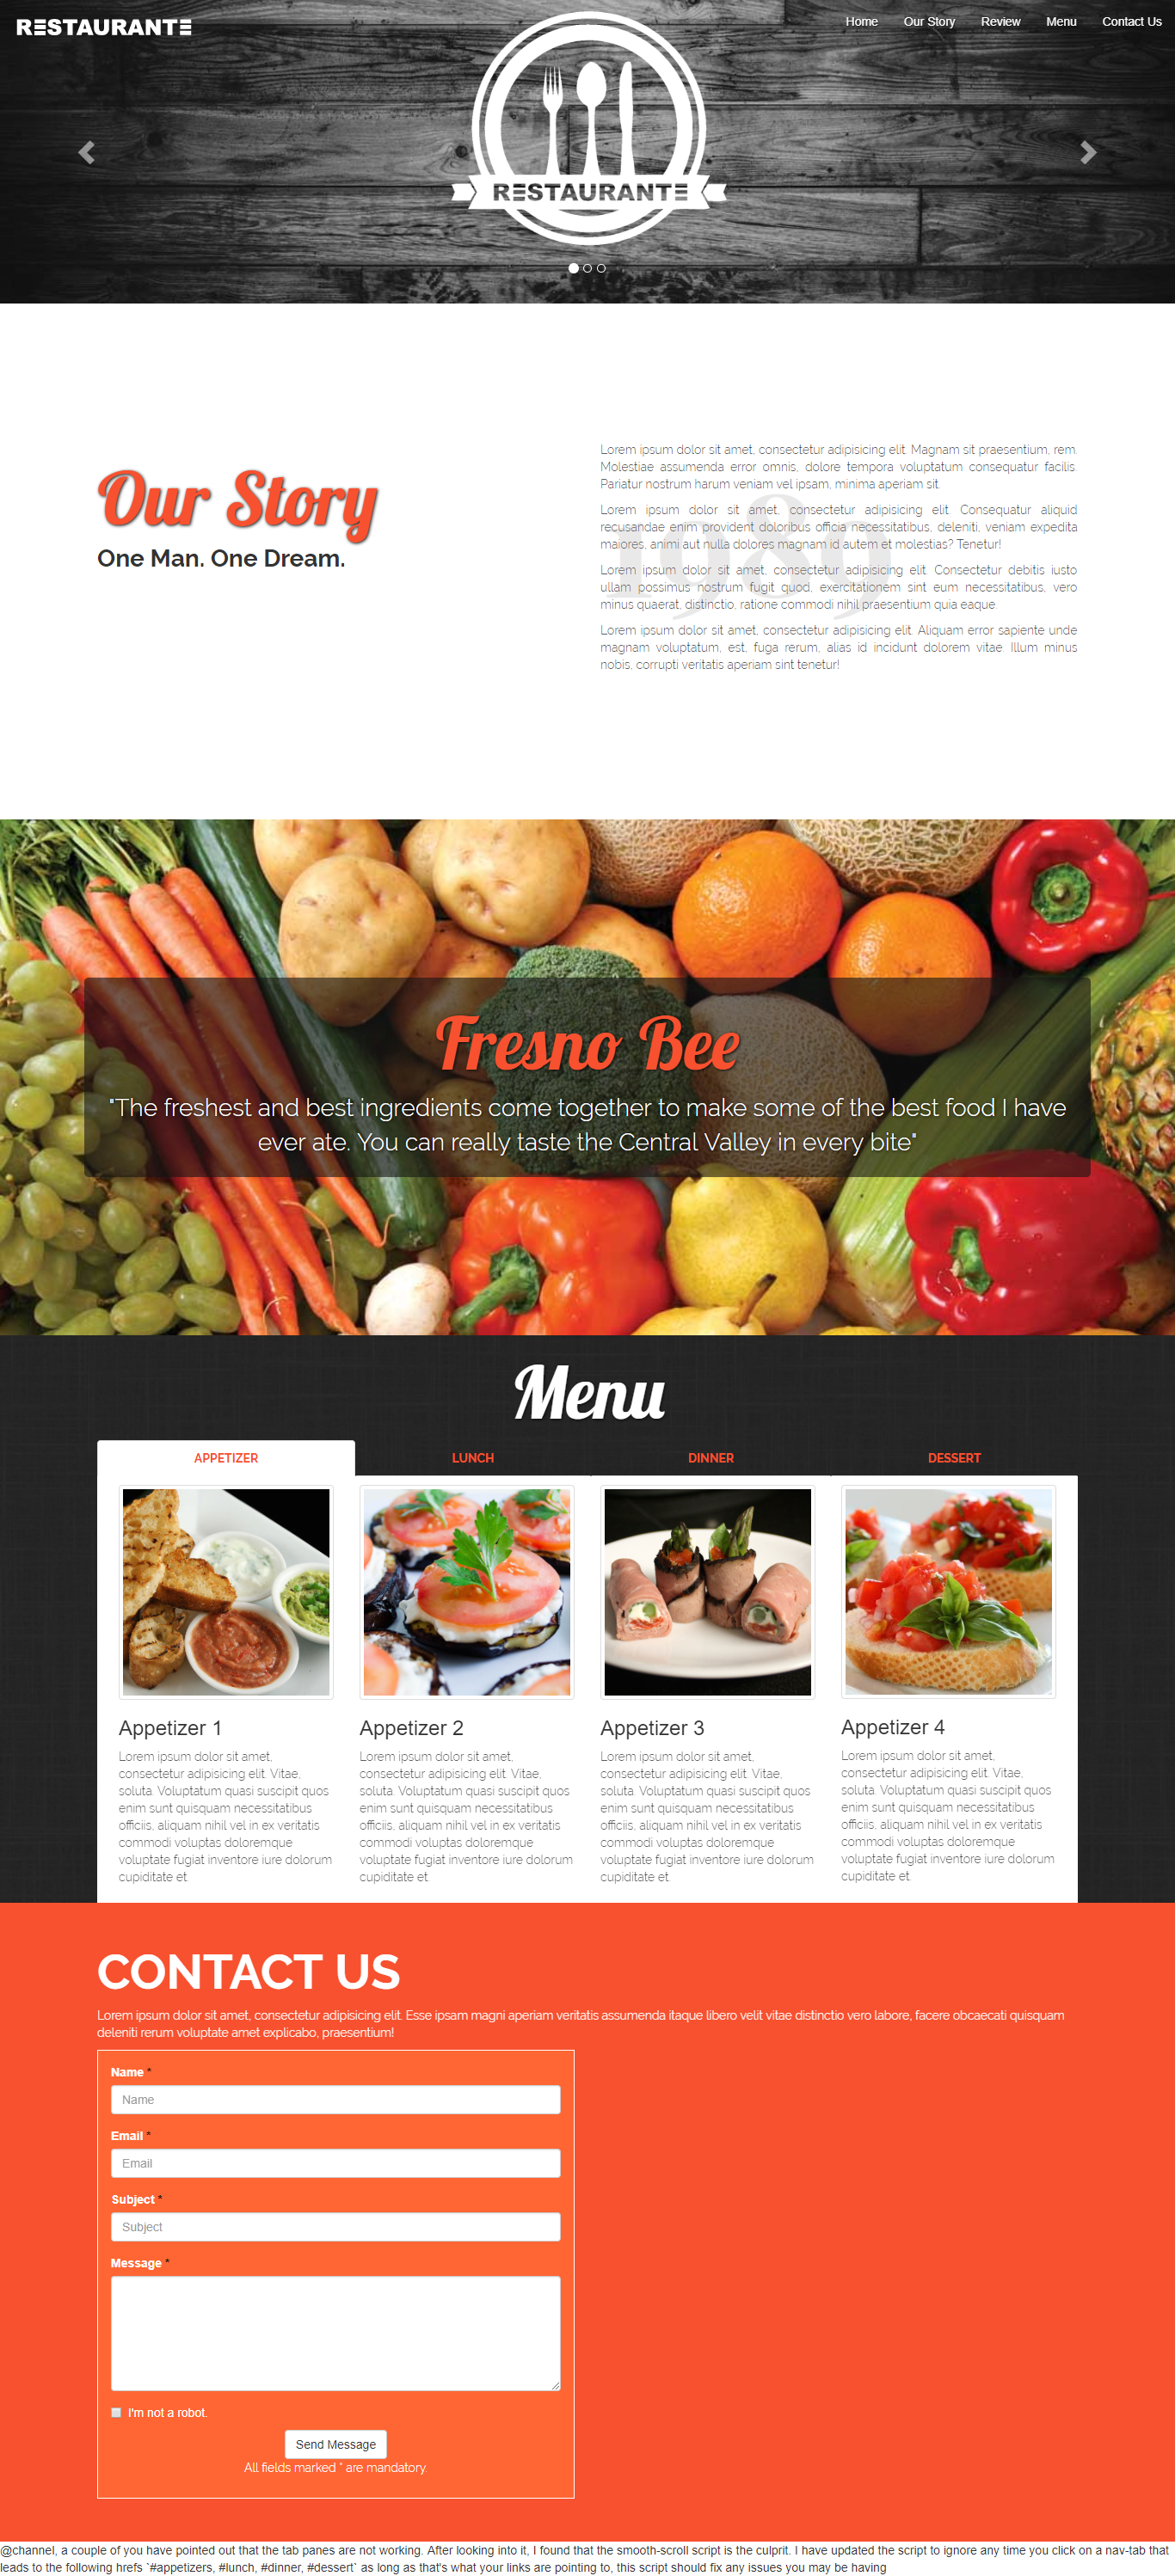 RESTAURANTE
Home Our Story Review Menu Contact Us
RESTAURANTE
Our Story
One Man. One Dream.
1989
Lorem ipsum dolor sit amet, consectetur adipisicing elit. Magnam sit praesentium, rem.
Molestiae assumenda error omnis, dolore tempora voluptatum consequatur facilis.
Pariatur nostrum harum veniam vel ipsam, minima aperiam sit.
Lorem ipsum dolor sit amet, consectetur adipisicing elit. Consequatur aliquid
recusandae enim provident doloribus officia necessitatibus, deleniti, veniam expedita
maiores, animi aut nulla dolores magnam id autem et molestias? Tenetur!
Lorem ipsum dolor sit amet, consectetur adipisicing elit. Consectetur debitis iusto
ullam possimus nostrum fugit quod, exercitationem sint eum necessitatibus, vero
minus quaerat, distinctio, ratione commodi nihil praesentium quia eaque.
Lorem ipsum dolor sit amet, consectetur adipisicing elit. Aliquam error sapiente unde
magnam voluptatum, est, fuga rerum, alias id incidunt dolorem vitae. Illum minus
nobis, corrupti veritatis aperiam sint tenetur!
Fresno Bee
"The freshest and best ingredients come together to make some of the best food I have
ever ate. You can really taste the Central Valley in every bite"
Menu
APPETIZER LUNCH DINNER DESSERT
Appetizer 1
Lorem ipsum dolor sit amet,
consectetur adipisicing elit. Vitae,
soluta. Voluptatum quasi suscipit quos
enim sunt quisquam necessitatibus
officiis, aliquam nihil vel in ex veritatis
commodi voluptas doloremque
voluptate fugiat inventore iure dolorum
cupiditate et.
Appetizer 2
Lorem ipsum dolor sit amet,
consectetur adipisicing elit. Vitae,
soluta. Voluptatum quasi suscipit quos
enim sunt quisquam necessitatibus
officiis, aliquam nihil vel in ex veritatis
commodi voluptas doloremque
voluptate fugiat inventore iure dolorum
cupiditate et.
Appetizer 3
Lorem ipsum dolor sit amet,
consectetur adipisicing elit. Vitae,
soluta. Voluptatum quasi suscipit quos
enim sunt quisquam necessitatibus
officiis, aliquam nihil vel in ex veritatis
commodi voluptas doloremque
voluptate fugiat inventore iure dolorum
cupiditate et.
Appetizer 4
Lorem ipsum dolor sit amet,
consectetur adipisicing elit. Vitae,
soluta. Voluptatum quasi suscipit quos
enim sunt quisquam necessitatibus
officiis, aliquam nihil vel in ex veritatis
commodi voluptas doloremque
voluptate fugiat inventore iure dolorum
cupiditate et.
CONTACT US
Lorem ipsum dolor sit amet, consectetur adipisicing elit. Esse ipsam magni aperiam veritatis assumenda itaque libero velit vitae distinctio vero labore, facere obcaecati quisquam
deleniti rerum voluptate amet explicabo, praesentium!
Name *
Name
Email *
Email
Subject *
Subject
Message *
I'm not a robot.
Send Message
All fields marked * are mandatory.
@channel, a couple of you have pointed out that the tab panes are not working. After looking into it, I found that the smooth-scroll script is the culprit. I have updated the script to ignore any time you click on a nav-tab that
leads to the following hrefs `#appetizers, #lunch, #dinner, #dessert` as long as that's what your links are pointing to, this script should fix any issues you may be having